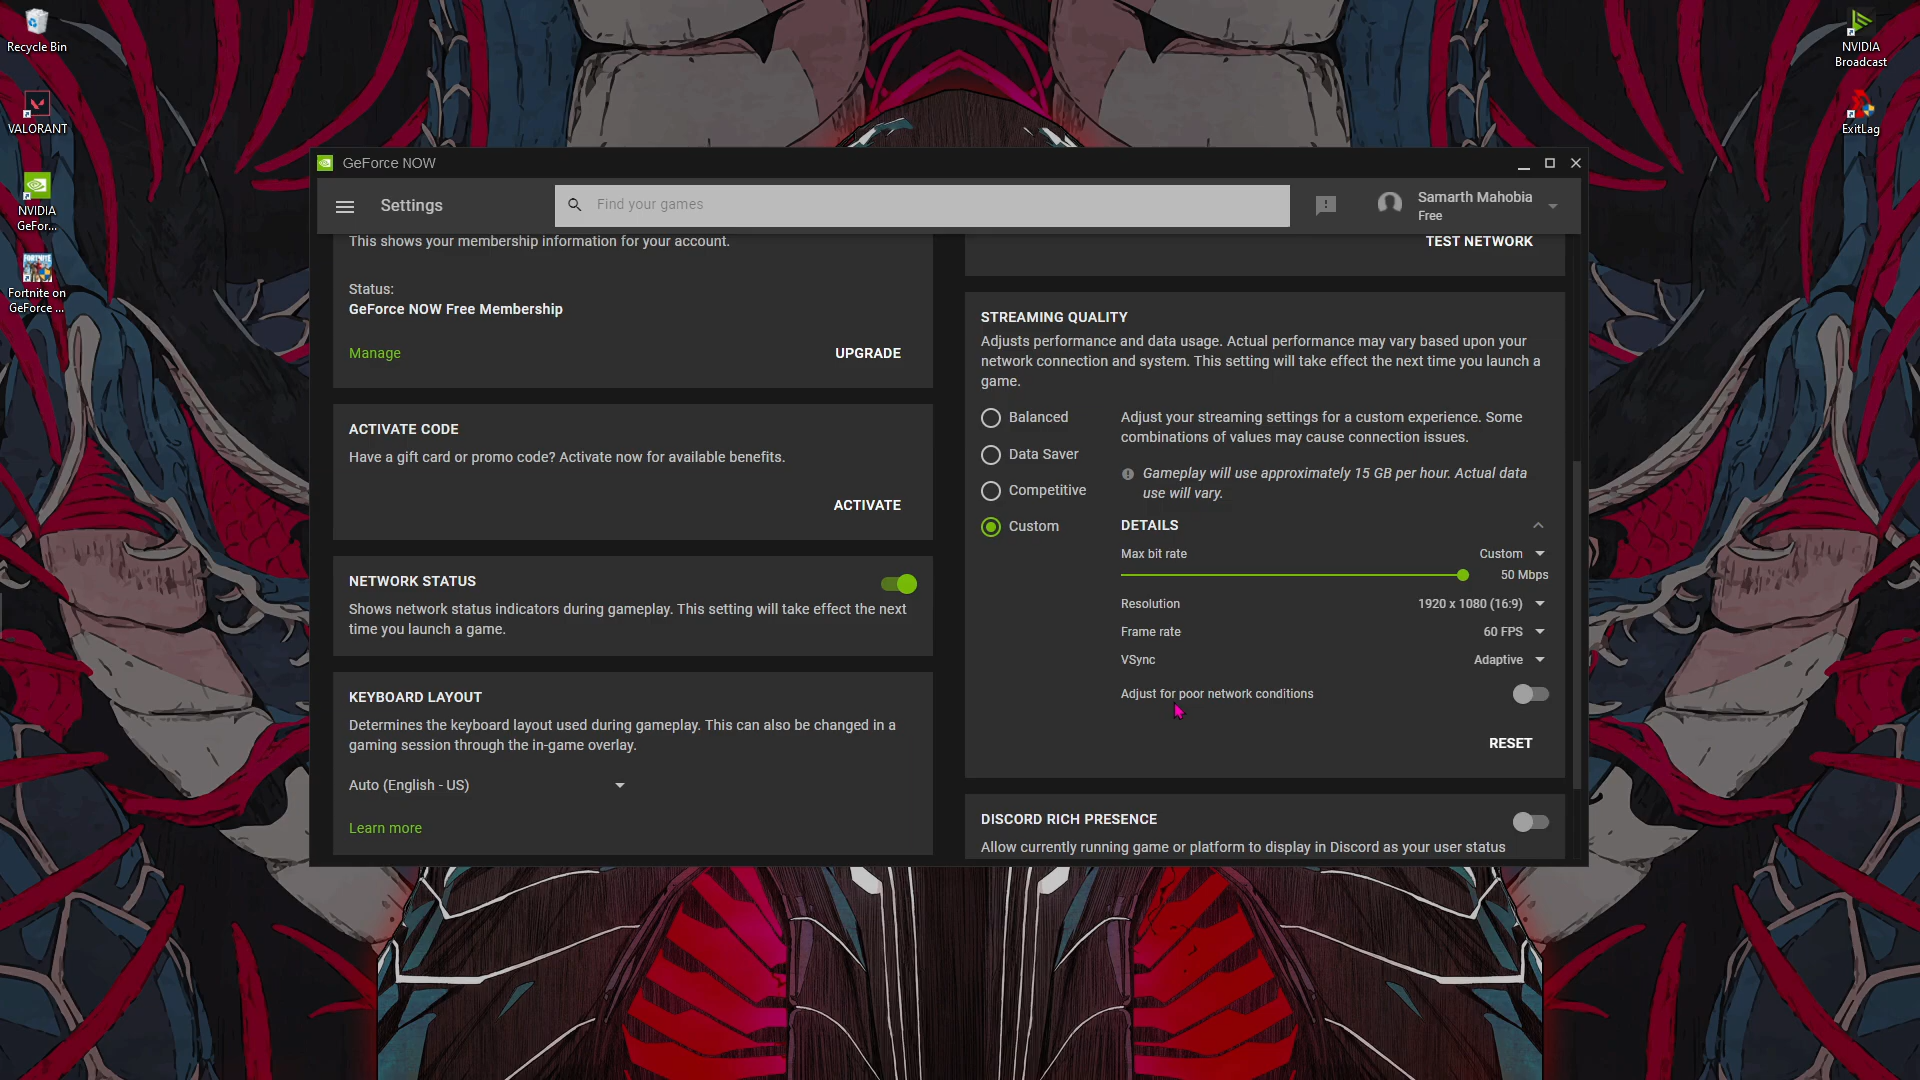 Recycle Bin
VALORANT
NVIDIA
GeFor...
Fortnite on
GeForce ...
NVIDIA
Broadcast
ExitLag
GeForce NOW
Settings
Find your games
Samarth Mahobia
Free
This shows your membership information for your account.
Status:
GeForce NOW Free Membership
Manage
UPGRADE
ACTIVATE CODE
Have a gift card or promo code? Activate now for available benefits.
ACTIVATE
NETWORK STATUS
Shows network status indicators during gameplay. This setting will take effect the next
time you launch a game.
KEYBOARD LAYOUT
Determines the keyboard layout used during gameplay. This can also be changed in a
gaming session through the in-game overlay.
Auto (English - US)
Learn more
TEST NETWORK
STREAMING QUALITY
Adjusts performance and data usage. Actual performance may vary based upon your
network connection and system. This setting will take effect the next time you launch a
game.
Balanced
Data Saver
Competitive
Custom
Adjust your streaming settings for a custom experience. Some
combinations of values may cause connection issues.
Gameplay will use approximately 15 GB per hour. Actual data
use will vary.
DETAILS
Max bit rate Custom
50 Mbps
Resolution 1920 x 1080 (16:9)
Frame rate 60 FPS
VSync Adaptive
Adjust for poor network conditions
RESET
DISCORD RICH PRESENCE
Allow currently running game or platform to display in Discord as your user status